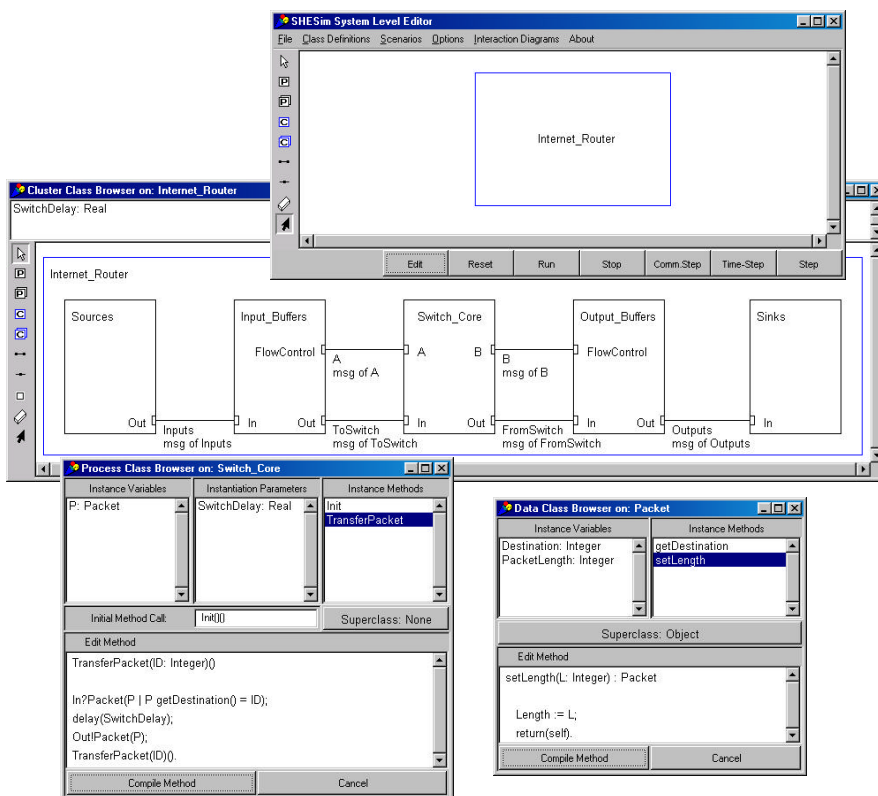 SHESim System Level Editor
File Class Definitions Scenarios Options Interaction Diagrams About
P
P
C
C
Internet_Router
Edit Reset Run Stop Comm.Step Time-Step Step
Cluster Class Browser on: Internet_Router
SwitchDelay: Real
P
P
C
C
Internet_Router
Sources Input_Buffers Switch_Core Output_Buffers Sinks
FlowControl A A B B FlowControl
msg of A msg of B
Out Inputs In Out ToSwitch In Out FromSwitch In Out Outputs In
msg of Inputs msg of ToSwitch msg of FromSwitch msg of Outputs
Process Class Browser on: Switch_Core
Instance Variables Instantiation Parameters Instance Methods
P: Packet SwitchDelay: Real Init
TransferPacket
Initial Method Call: Init()() Superclass: None
Edit Method
TransferPacket(ID: Integer)()
In?Packet(P | P getDestination() = ID);
delay(SwitchDelay);
Out!Packet(P);
TransferPacket(ID)().
Compile Method Cancel
Data Class Browser on: Packet
Instance Variables Instance Methods
Destination: Integer getDestination
PacketLength: Integer setLength
Superclass: Object
Edit Method
setLength(L: Integer) : Packet
Length := L;
return(self).
Compile Method Cancel